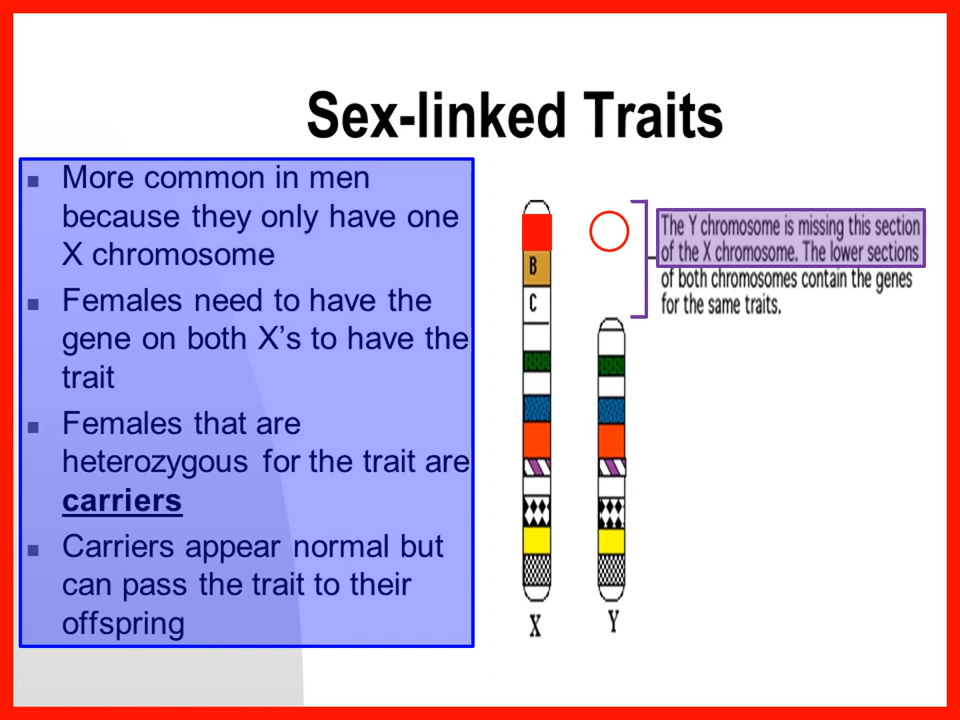 Sex-linked Traits
More common in men
because they only have one
X chromosome
Females need to have the
gene on both X's to have the
trait
Females that are
heterozygous for the trait are
carriers
Carriers appear normal but
can pass the trait to their
offspring
The Y chromosome is missing this section
of the X chromosome. The lower sections
of both chromosomes contain the genes
for the same traits.
B
C
X
Y